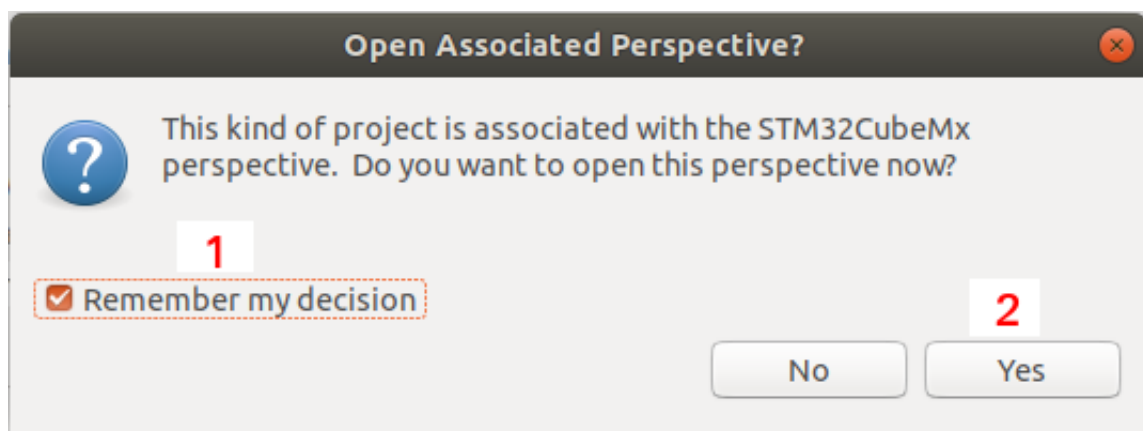 Open Associated Perspective?
This kind of project is associated with the STM32CubeMx
perspective. Do you want to open this perspective now?
1
Remember my decision
2
No Yes